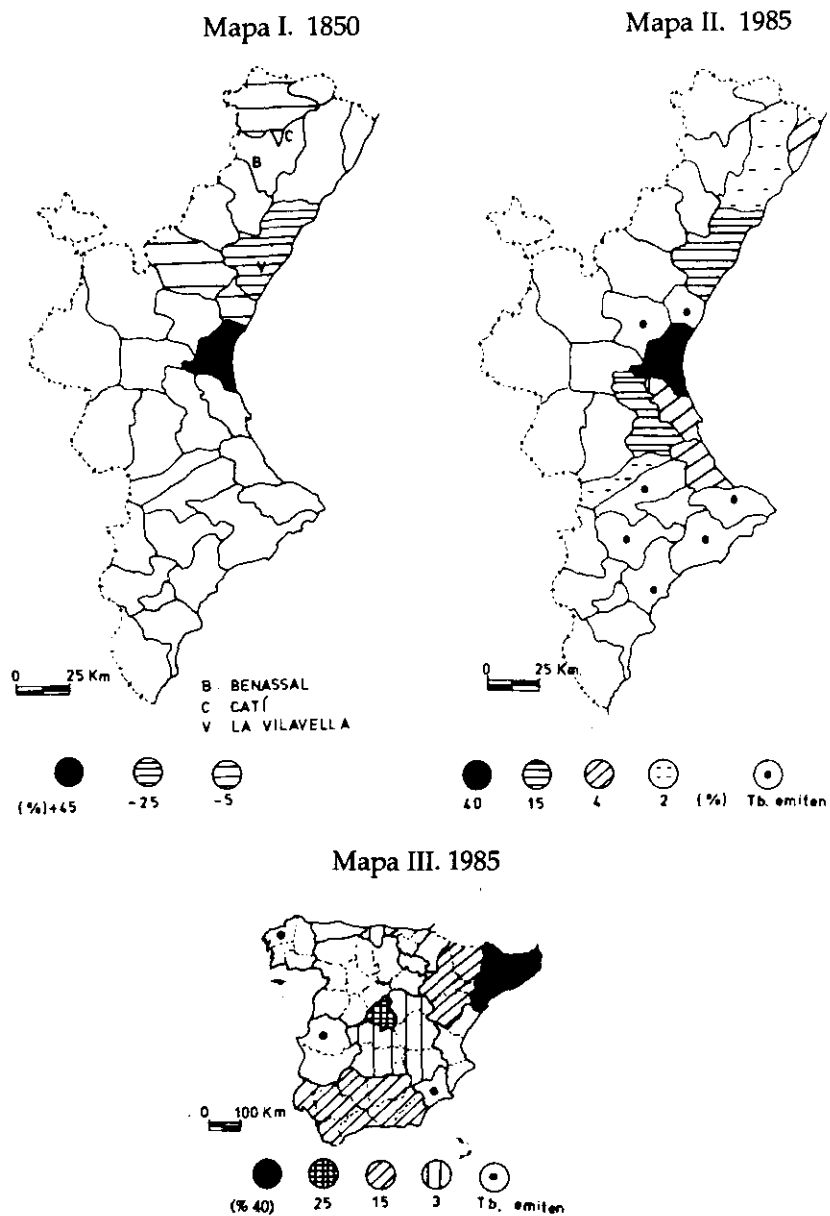 Mapa I. 1850
C
B
V
0 25 Km
B BENASSAL
C CATÍ
V LA VILAVELLA
(%)+45 -25 -5
Mapa II. 1985
0 25 Km
40 15 4 2 (%) Tb. emiten
Mapa III. 1985
0 100 Km
(% 40) 25 15 3 Tb. emiten